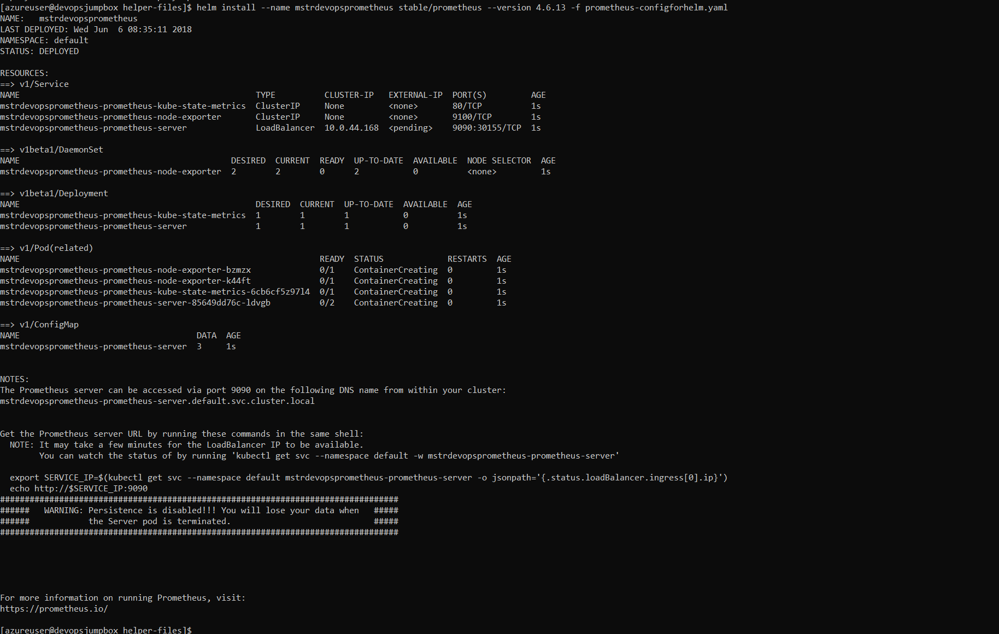 [azureuser@devopsjumpbox helper-files]$ helm install --name mstrdevopsprometheus stable/prometheus --version 4.6.13 -f prometheus-configforhelm.yaml
NAME:   mstrdevopsprometheus
LAST DEPLOYED: Wed Jun  6 08:35:11 2018
NAMESPACE: default
STATUS: DEPLOYED
RESOURCES:
==> v1/Service
NAME                                                TYPE          CLUSTER-IP   EXTERNAL-IP  PORT(S)         AGE
mstrdevopsprometheus-prometheus-kube-state-metrics  ClusterIP     None         <none>       80/TCP          1s
mstrdevopsprometheus-prometheus-node-exporter       ClusterIP     None         <none>       9100/TCP        1s
mstrdevopsprometheus-prometheus-server              LoadBalancer  10.0.44.168  <pending>    9090:30155/TCP  1s
==> v1beta1/DaemonSet
NAME                                           DESIRED  CURRENT  READY  UP-TO-DATE  AVAILABLE  NODE SELECTOR  AGE
mstrdevopsprometheus-prometheus-node-exporter  2        2        0      2           0          <none>         1s
==> v1beta1/Deployment
NAME                                                DESIRED  CURRENT  UP-TO-DATE  AVAILABLE  AGE
mstrdevopsprometheus-prometheus-kube-state-metrics  1        1        1           0          1s
mstrdevopsprometheus-prometheus-server              1        1        1           0          1s
==> v1/Pod(related)
NAME                                                             READY  STATUS             RESTARTS  AGE
mstrdevopsprometheus-prometheus-node-exporter-bzmzx              0/1    ContainerCreating  0         1s
mstrdevopsprometheus-prometheus-node-exporter-k44ft              0/1    ContainerCreating  0         1s
mstrdevopsprometheus-prometheus-kube-state-metrics-6cb6cf5z97l4  0/1    ContainerCreating  0         1s
mstrdevopsprometheus-prometheus-server-85649dd76c-ldvgb          0/2    ContainerCreating  0         1s
==> v1/ConfigMap
NAME                                    DATA  AGE
mstrdevopsprometheus-prometheus-server  3     1s
NOTES:
The Prometheus server can be accessed via port 9090 on the following DNS name from within your cluster:
mstrdevopsprometheus-prometheus-server.default.svc.cluster.local
Get the Prometheus server URL by running these commands in the same shell:
  NOTE: It may take a few minutes for the LoadBalancer IP to be available.
        You can watch the status of by running 'kubectl get svc --namespace default -w mstrdevopsprometheus-prometheus-server'
  export SERVICE_IP=$(kubectl get svc --namespace default mstrdevopsprometheus-prometheus-server -o jsonpath='{.status.loadBalancer.ingress[0].ip}')
  echo http://$SERVICE_IP:9090
#################################################################################
######   WARNING: Persistence is disabled!!! You will lose your data when   #####
######            the Server pod is terminated.                             #####
#################################################################################
For more information on running Prometheus, visit:
https://prometheus.io/
[azureuser@devopsjumpbox helper-files]$